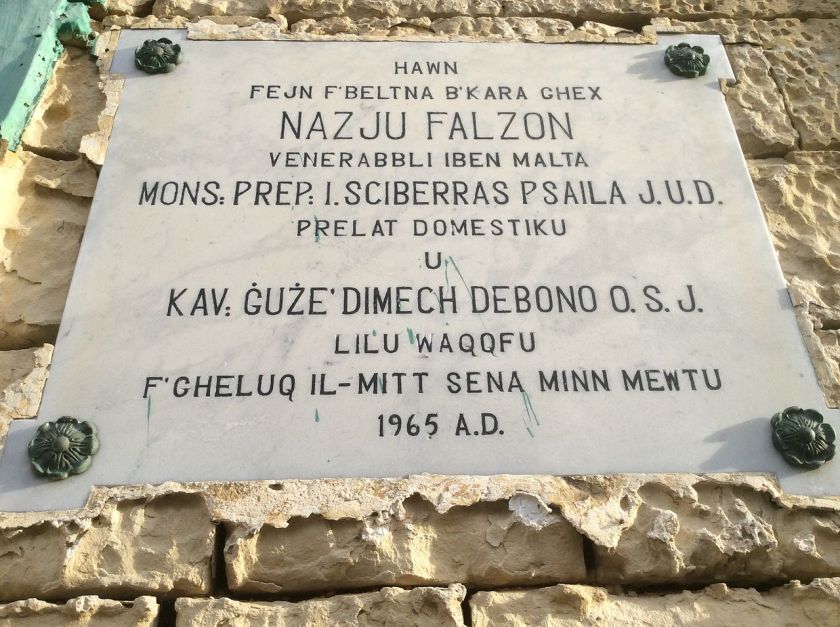 HAWN
FEJN F'BELTNA B'KARA GHEX
NAZJU FALZON
VENERABBLI IBEN MALTA
MONS: PREP: I. SCIBERRAS PSAILA J.U.D.
PRELAT DOMESTIKU
U
KAV: ĠUŻE' DIMECH DEBONO O.S.J.
LILU WAQQFU
F'GHELUQ IL-MITT SENA MINN MEWTU
1965 A.D.